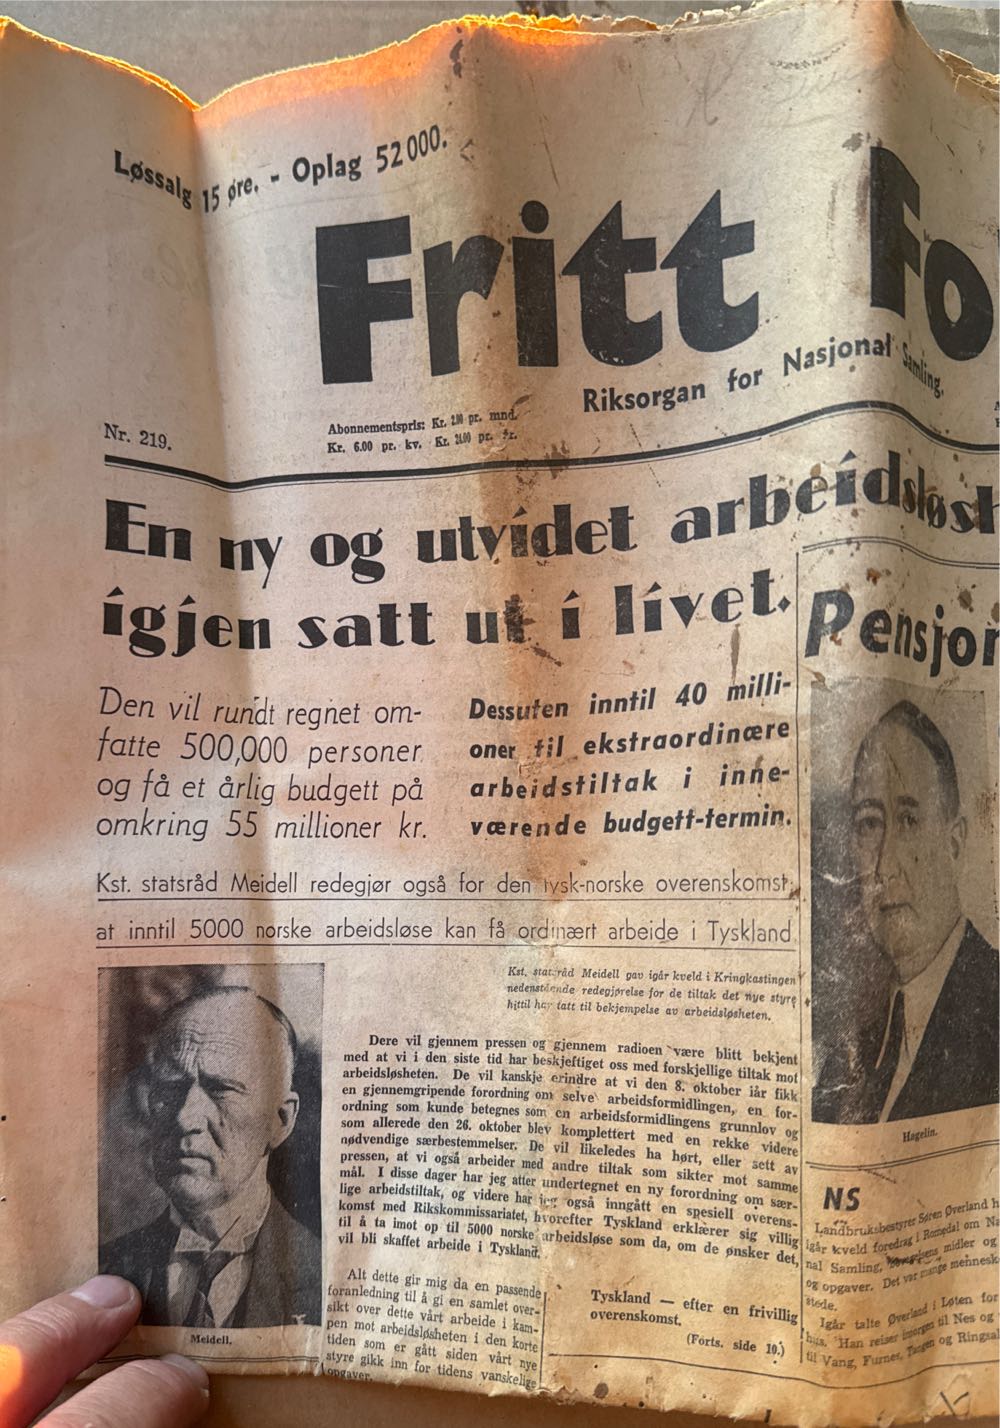 Løssalg 15 øre. - Oplag 52 000.
Fritt Fo
Riksorgan for Nasjonal Samling.
Nr. 219.
Abonnementspris: Kr. 2.00 pr. mnd.
Kr. 6.00 pr. kv. Kr. 24.00 pr. år.
En ny og utvidet arbeidsløsh
igjen satt ut i livet.
Den vil rundt regnet om-
fatte 500,000 personer
og få et årlig budgett på
omkring 55 millioner kr.
Dessuten inntil 40 milli-
oner til ekstraordinære
arbeidstiltak i inne-
værende budgett-termin.
Kst. statsråd Meidell redegjør også for den tysk-norske overenskomst,
at inntil 5000 norske arbeidsløse kan få ordinært arbeide i Tyskland.
Kst. statsråd Meidell gav igår kveld i Kringkastingen
nedenstående redegjørelse for de tiltak det nye styre
hittil har tatt til bekjempelse av arbeidsløsheten.
Dere vil gjennem pressen og gjennem radioen være blitt bekjent
med at vi i den siste tid har beskjeftiget oss med forskjellige tiltak mot
arbeidsløsheten. De vil kanskje erindre at vi den 8. oktober iår fikk
en gjennemgripende forordning om selve arbeidsformidlingen, en for-
ordning som kunde betegnes som en arbeidsformidlingens grunnlov og
som allerede den 26. oktober blev komplettert med en rekke videre
nødvendige særbestemmelser. De vil likeledes ha hørt, eller sett av
pressen, at vi også arbeider med andre tiltak som sikter mot samme
mål. I disse dager har jeg atter undertegnet en ny forordning om sær-
lige arbeidstiltak, og videre har jeg også inngått en spesiell overens-
komst med Rikskommissariatet, hvorefter Tyskland erklærer sig villig
til å ta imot op til 5000 norske arbeidsløse som da, om de ønsker det,
vil bli skaffet arbeide i Tyskland.
Alt dette gir mig da en passende
foranledning til å gi en samlet over-
sikt over dette vårt arbeide i kam-
pen mot arbeidsløsheten i den korte
tiden som er gått siden vårt nye
styre gikk inn for tidens vanskelige
opgaver.
Tyskland — efter en frivillig
overenskomst.
(Forts. side 10.)
Meidell.
Pensjon
Hagelin.
NS
Landbruksbestyrer Søren Øverland h
igår kveld foredrag i Romedal om Na
nal Samling, bevegelsens midler og
og opgaver. Det var mange mennesk
stede.
Igår talte Øverland i Løten for
hus. Han reiser imorgen til Nes og
til Vang, Furnes, Tangen og Ringsa